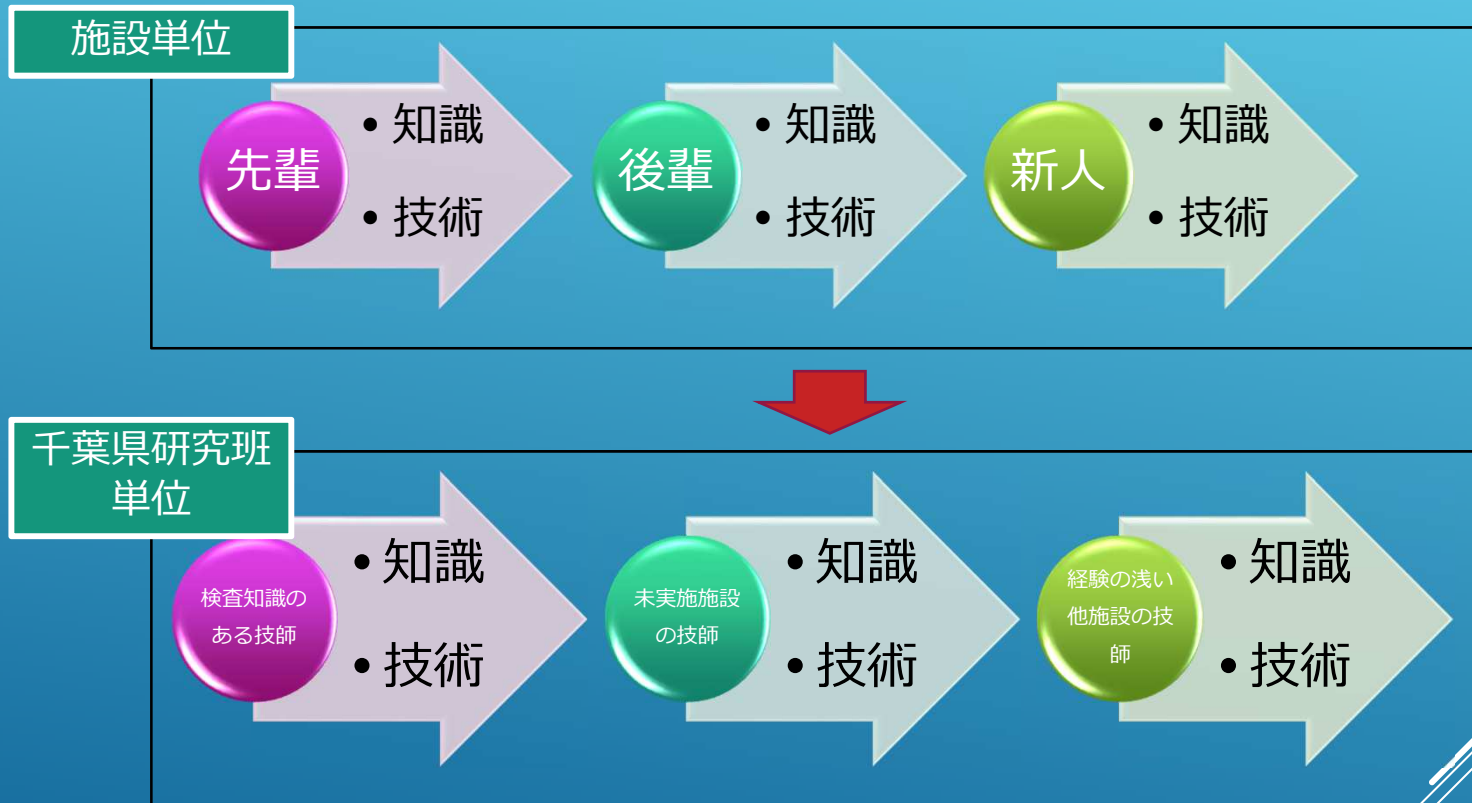 施設単位
先輩
• 知識
• 技術
後輩
• 知識
• 技術
新人
• 知識
• 技術
千葉県研究班
単位
検査知識の
ある技師
• 知識
• 技術
未実施施設
の技師
• 知識
• 技術
経験の浅い
他施設の技
師
• 知識
• 技術